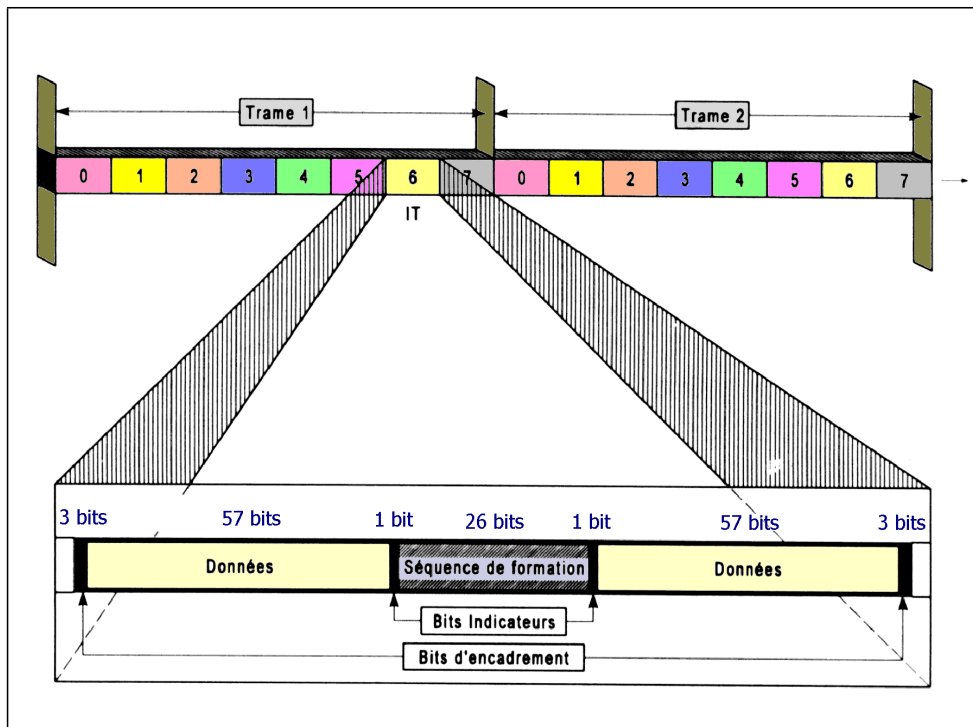 Trame 1 Trame 2
0 1 2 3 4 5 6 7 0 1 2 3 4 5 6 7
IT
3 bits 57 bits 1 bit 26 bits 1 bit 57 bits 3 bits
Données Séquence de formation Données
Bits Indicateurs
Bits d'encadrement